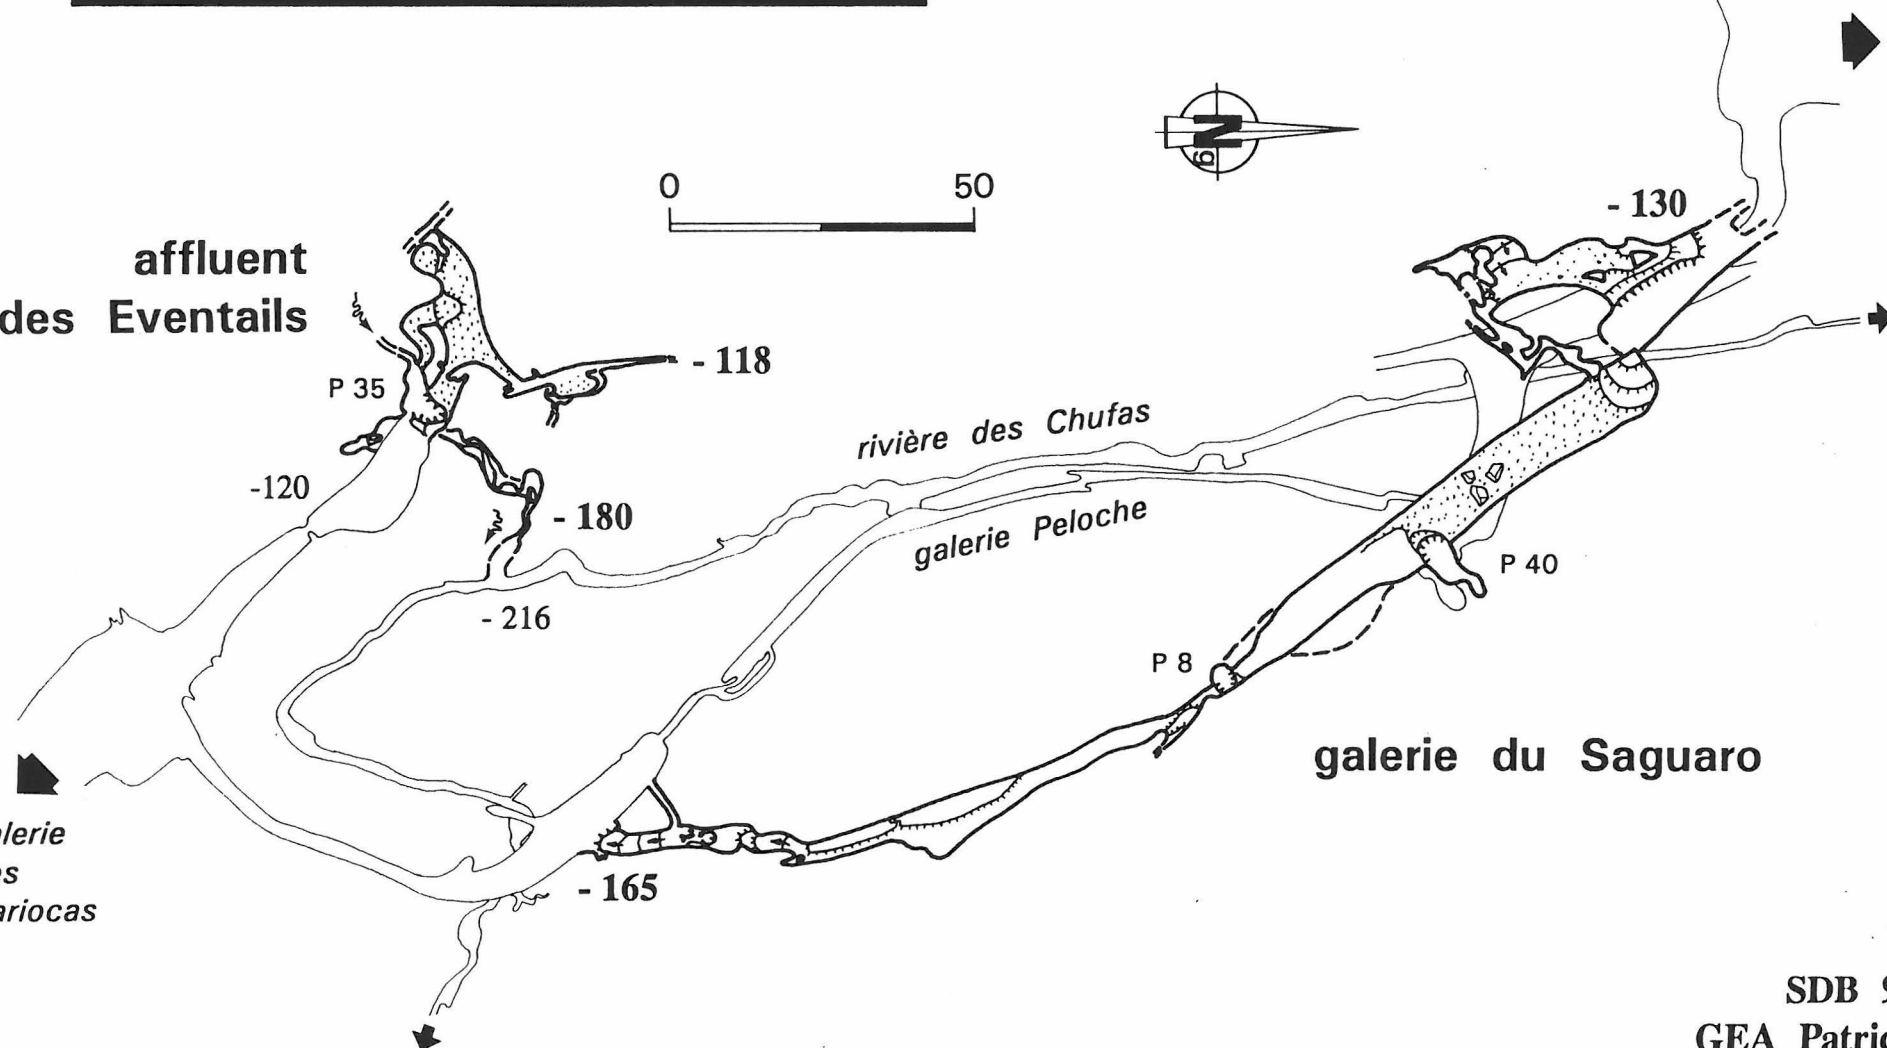 N
g
0 50
- 130
affluent
des Eventails
- 118
P 35
rivière des Chufas
-120
- 180
galerie Peloche
P 40
- 216
P 8
galerie du Saguaro
- 165
SDB
GEA